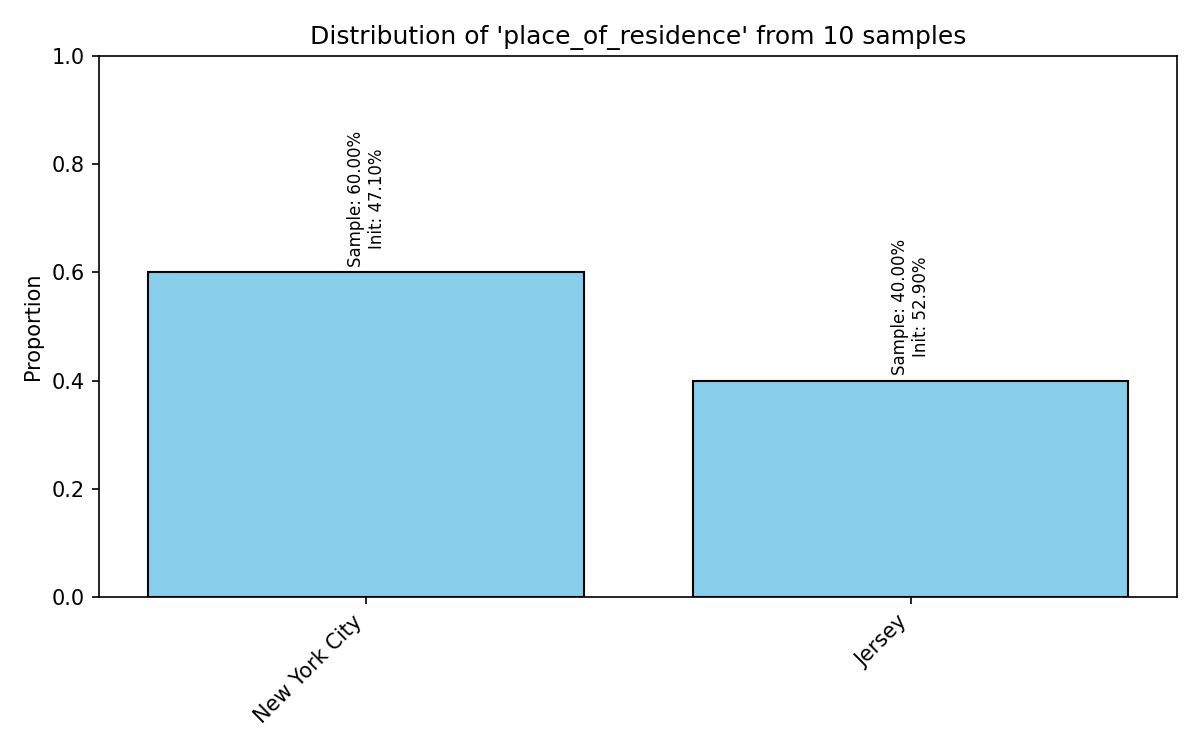 Distribution of 'place_of_residence' from 10 samples
1.0
0.8
0.6
0.4
0.2
0.0
Proportion
Sample: 60.00%
Init: 47.10%
Sample: 40.00%
Init: 52.90%
New York City
Jersey